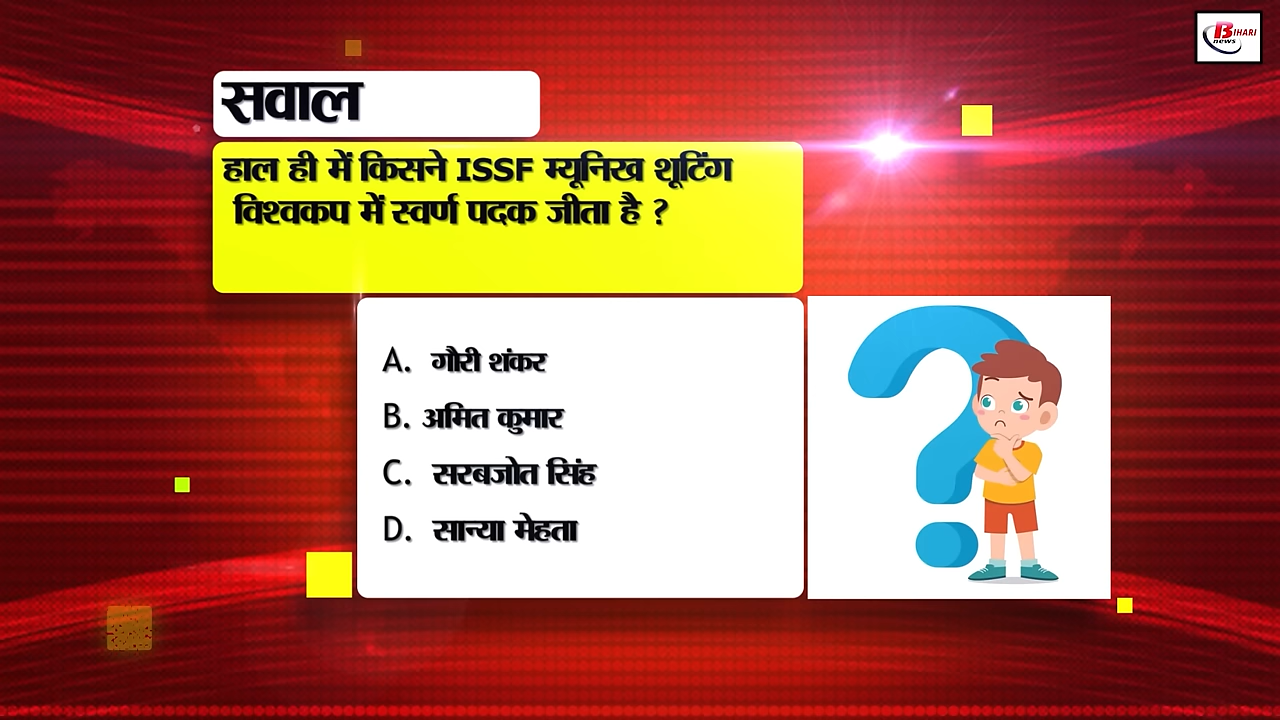 BIHARI
news
सवाल
हाल ही में किसने ISSF म्यूनिख शूटिंग
विश्वकप में स्वर्ण पदक जीता है ?
A. गौरी शंकर
B. अमित कुमार
C. सरबजोत सिंह
D. सान्या मेहता